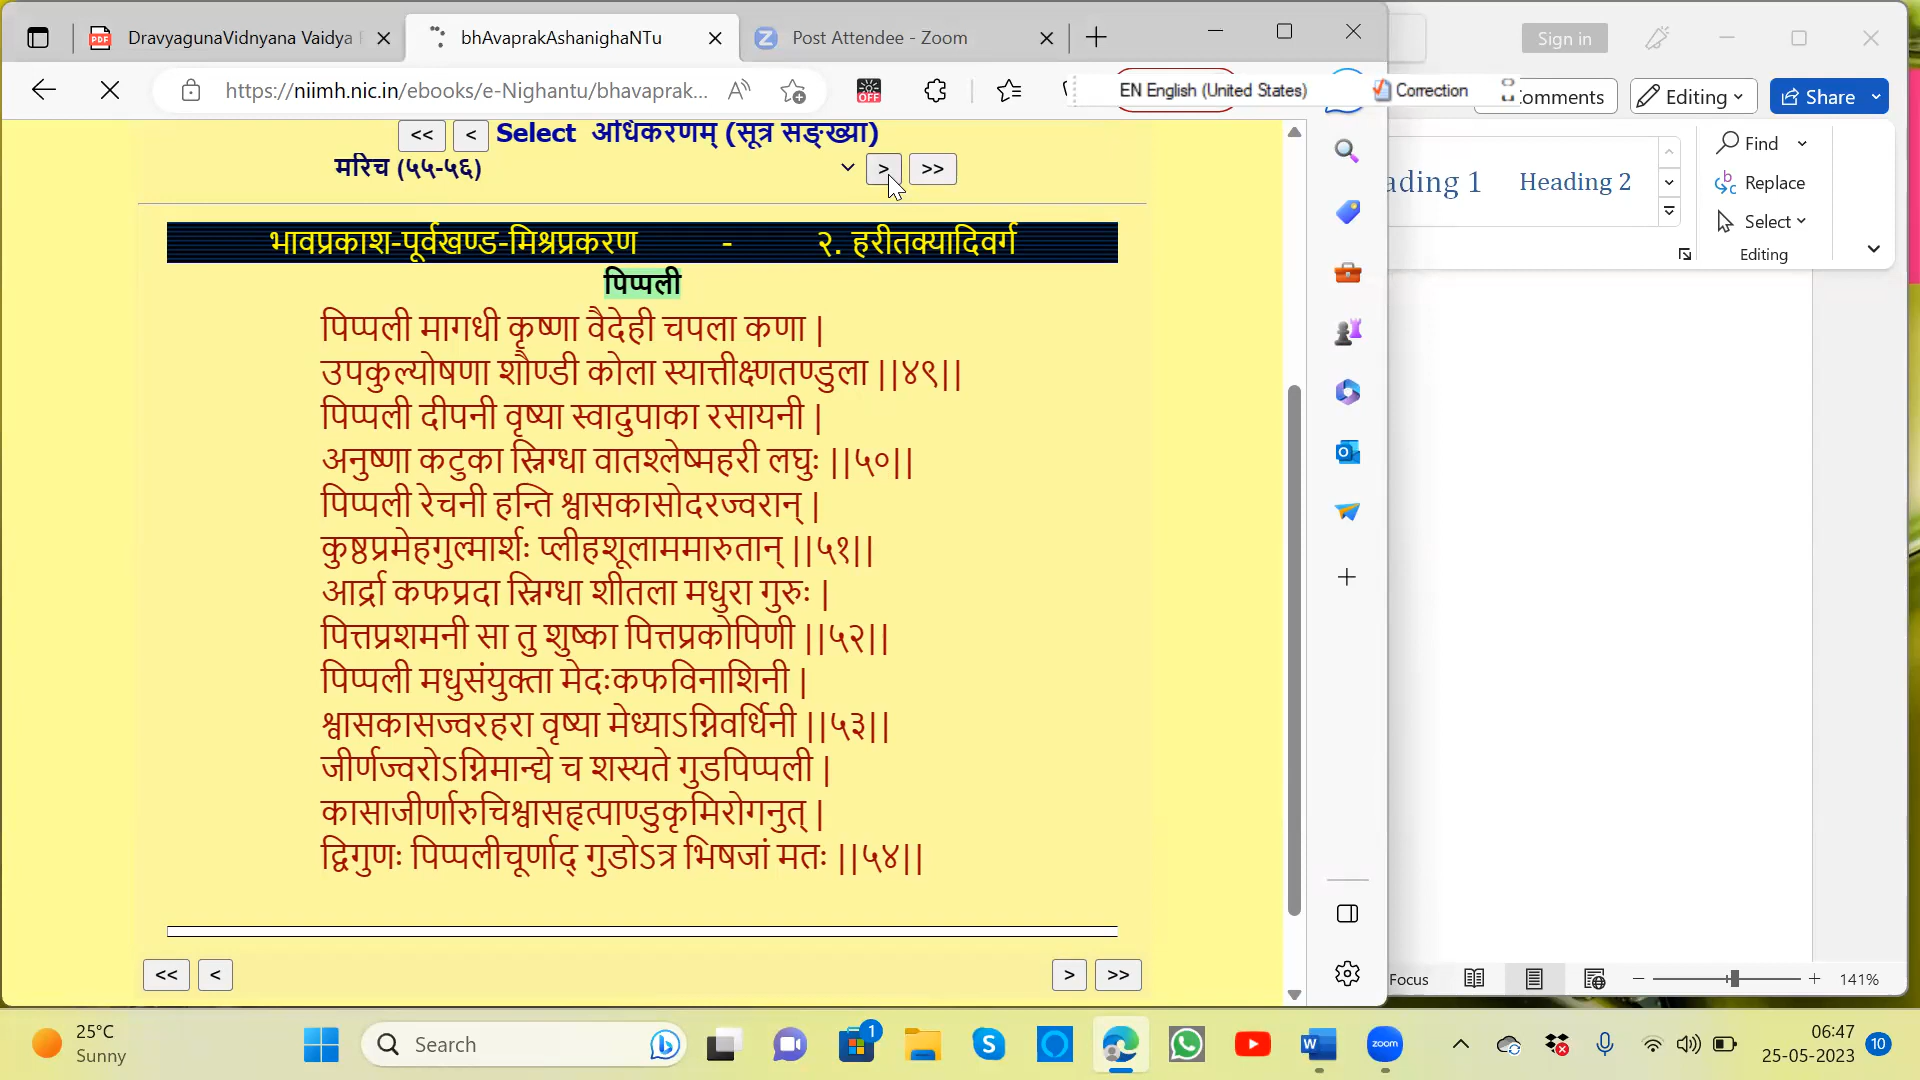 DravyagunaVidnyana Vaidya
bhAvaprakAshanighaNTu
Post Attendee - Zoom
Sign in
https://niimh.nic.in/ebooks/e-Nighantu/bhavaprak...
OFF
EN English (United States)
Correction
omments
Editing
Share
<< < Select अधिकरणम् (सूत्र सङ्ख्या)
मरिच (५५-५६) > >>
ading 1
Heading 2
Find
Replace
Select
Editing
भावप्रकाश-पूर्वखण्ड-मिश्रप्रकरण - २. हरीतक्यादिवर्ग
पिप्पली
पिप्पली मागधी कृष्णा वैदेही चपला कणा |
उपकुल्योषणा शौण्डी कोला स्यात्तीक्ष्णतण्डुला ||४९||
पिप्पली दीपनी वृष्या स्वादुपाका रसायनी |
अनुष्णा कटुका स्निग्धा वातश्लेष्महरी लघुः ||५०||
पिप्पली रेचनी हन्ति श्वासकासोदरज्वरान् |
कुष्ठप्रमेहगुल्मार्शः प्लीहशूलाममारुतान् ||५१||
आर्द्रा कफप्रदा स्निग्धा शीतला मधुरा गुरुः |
पित्तप्रशमनी सा तु शुष्का पित्तप्रकोपिणी ||५२||
पिप्पली मधुसंयुक्ता मेदःकफविनाशिनी |
श्वासकासज्वरहरा वृष्या मेध्याऽग्निवर्धिनी ||५३||
जीर्णज्वरोऽग्निमान्द्ये च शस्यते गुडपिप्पली |
कासाजीर्णारुचिश्वासहृत्पाण्डुकृमिरोगनुत् |
द्विगुणः पिप्पलीचूर्णाद् गुडोऽत्र भिषजां मतः ||५४||
<< < > >>
Focus
141%
25°C
Sunny
Search
1
zoom
06:47
25-05-2023
10